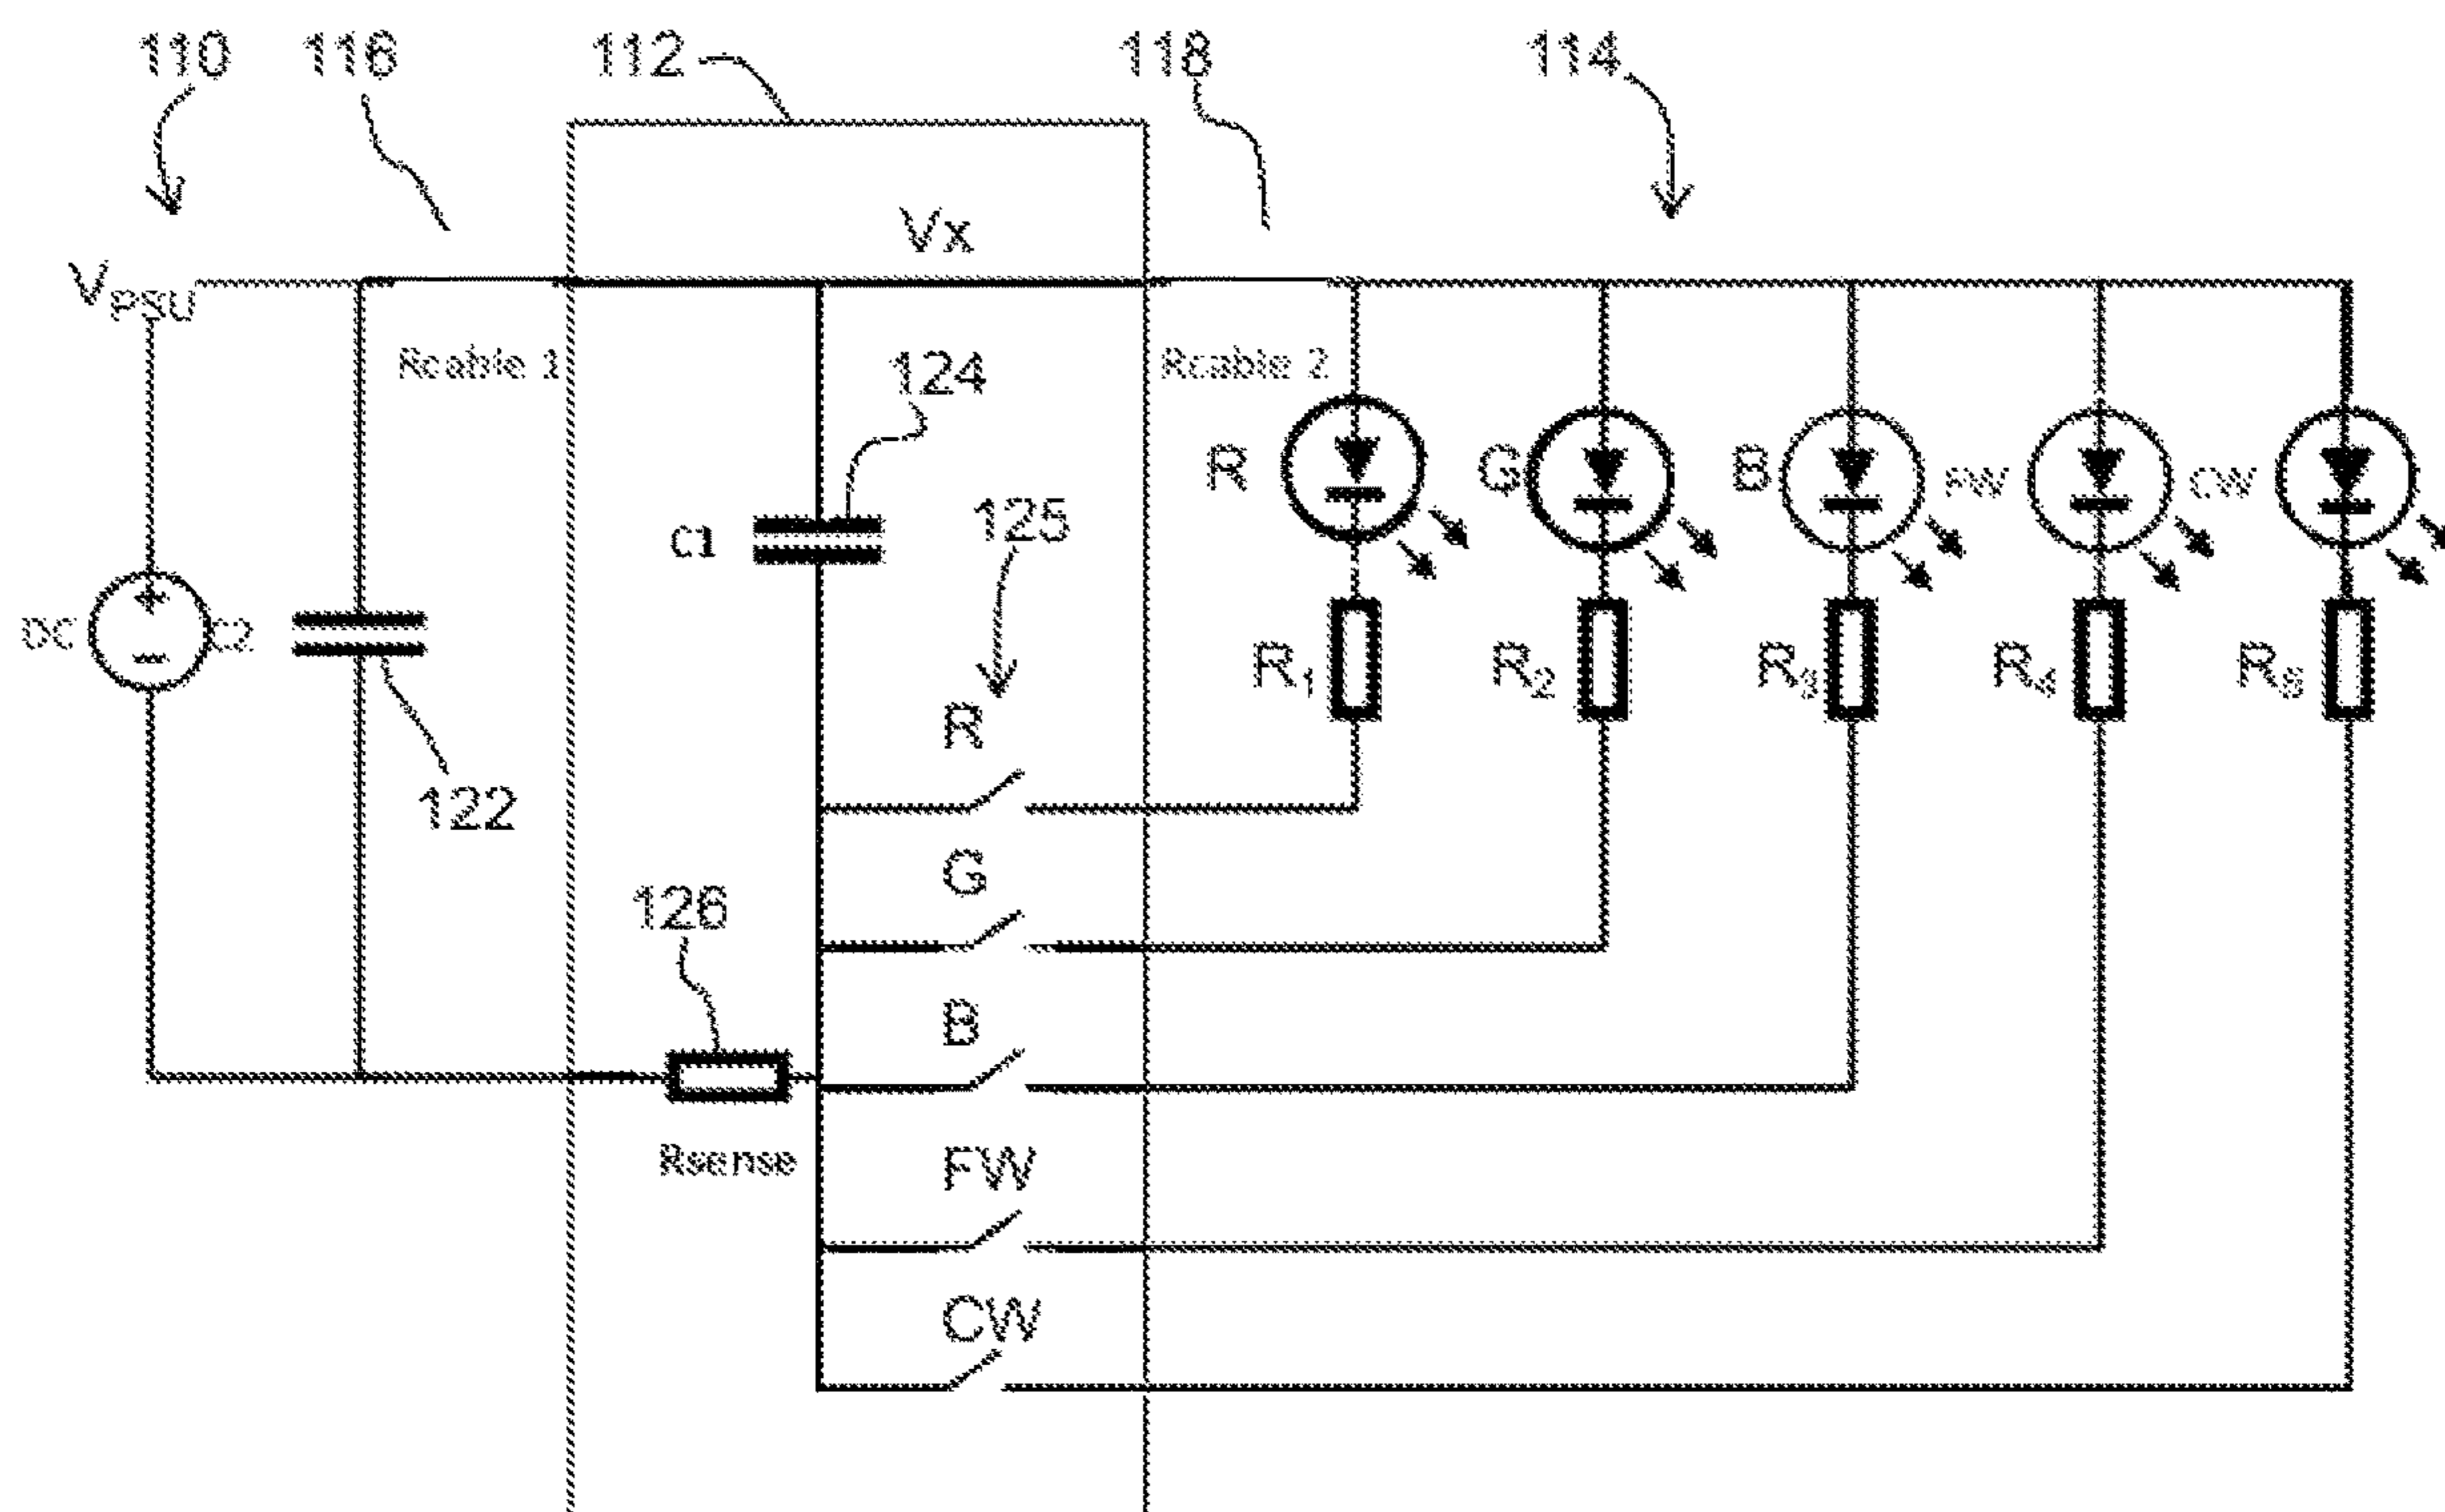 110 116 112 118 114
Vx
VPSU
Rcable 1
124
Rcable 2
R G B FW CW
125
C1
DC C2
R1 R2 R3 R4 R5
R
122
G
126
B
Rsense
FW
CW